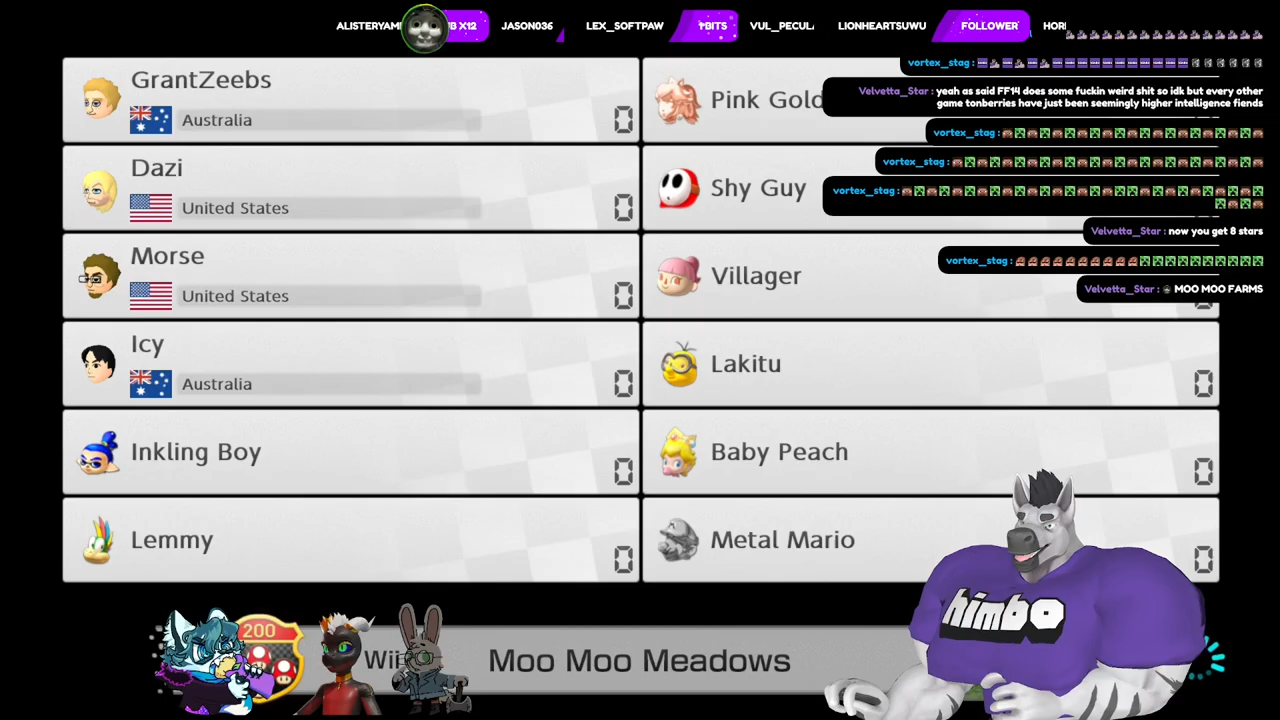 ALISTERYAM
B X12
JASON036
LEX_SOFTPAW
BITS
VUL_PECUL
LIONHEARTSUWU
FOLLOWER
HOR
vortex_stag :
Velvetta_Star : yeah as said FF14 does some fuckin weird shit so idk but every other
game tonberries have just been seemingly higher intelligence fiends
vortex_stag :
vortex_stag :
vortex_stag :
Velvetta_Star : now you get 8 stars
vortex_stag :
Velvetta_Star : MOO MOO FARMS
GrantZeebs
Australia
0
Dazi
United States
0
Morse
United States
0
Icy
Australia
0
Inkling Boy
0
Lemmy
0
Pink Gold
Shy Guy
Villager
Lakitu
0
Baby Peach
0
Metal Mario
0
himbo
200
Wii
Moo Moo Meadows